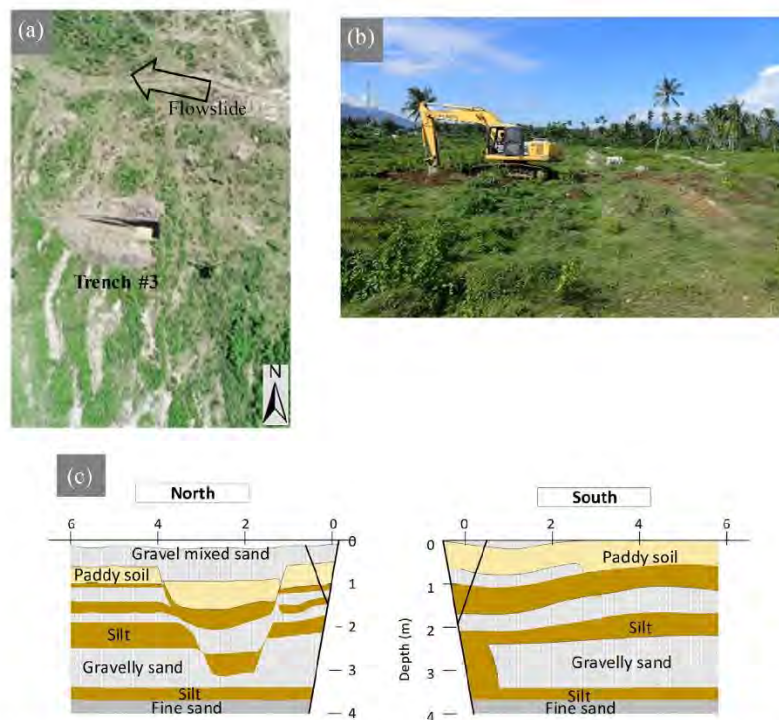 (a)
Flowslide
Trench #3
N
(b)
(c)
North
South
6 4 2 0
0 2 4 6
Gravel mixed sand
Paddy soil
Silt
Gravelly sand
Silt
Fine sand
0
1
2
3
4
Depth (m)
0
1
2
3
4
Paddy soil
Silt
Gravelly sand
Silt
Fine sand